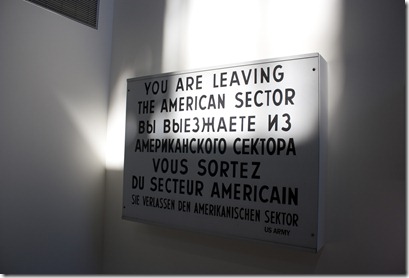 YOU ARE LEAVING
THE AMERICAN SECTOR
ВЫ ВЫЕЗЖАЕТЕ ИЗ
АМЕРИКАНСКОГО СЕКТОРА
VOUS SORTEZ
DU SECTEUR AMERICAIN
SIE VERLASSEN DEN AMERIKANISCHEN SEKTOR
US ARMY